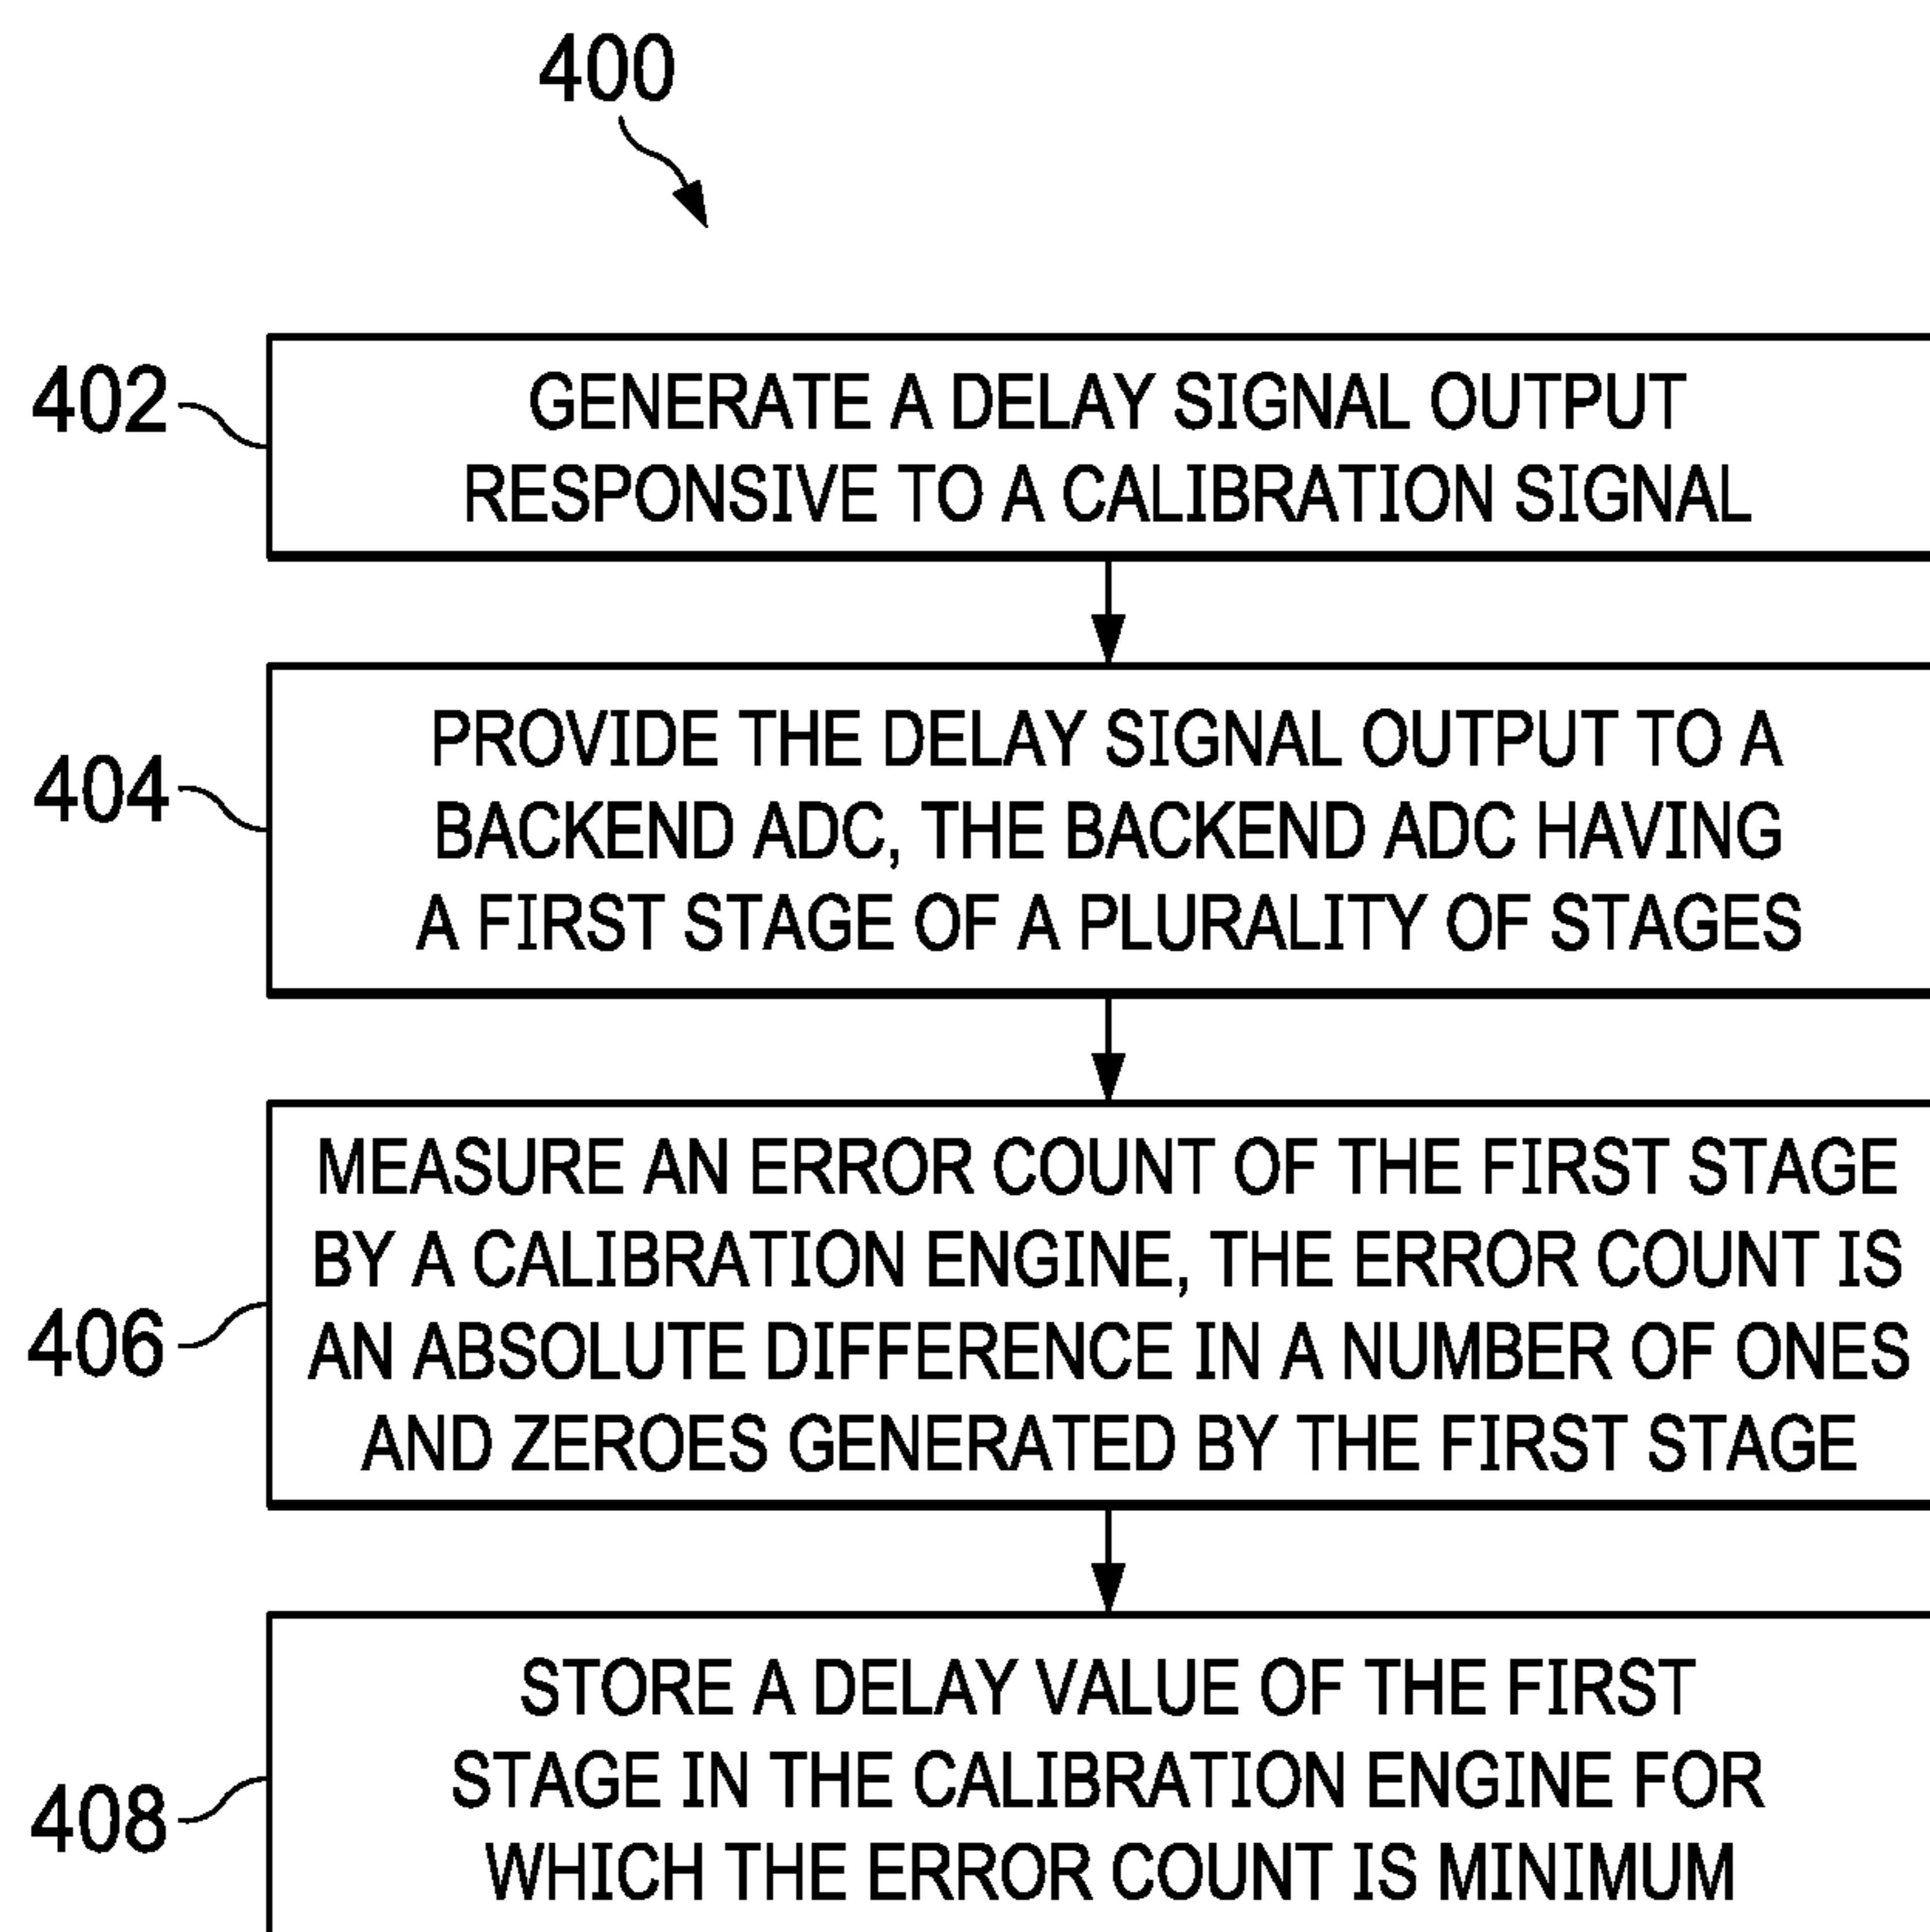 400
402
GENERATE A DELAY SIGNAL OUTPUT
RESPONSIVE TO A CALIBRATION SIGNAL
404
PROVIDE THE DELAY SIGNAL OUTPUT TO A
BACKEND ADC, THE BACKEND ADC HAVING
A FIRST STAGE OF A PLURALITY OF STAGES
406
MEASURE AN ERROR COUNT OF THE FIRST STAGE
BY A CALIBRATION ENGINE, THE ERROR COUNT IS
AN ABSOLUTE DIFFERENCE IN A NUMBER OF ONES
AND ZEROES GENERATED BY THE FIRST STAGE
408
STORE A DELAY VALUE OF THE FIRST
STAGE IN THE CALIBRATION ENGINE FOR
WHICH THE ERROR COUNT IS MINIMUM